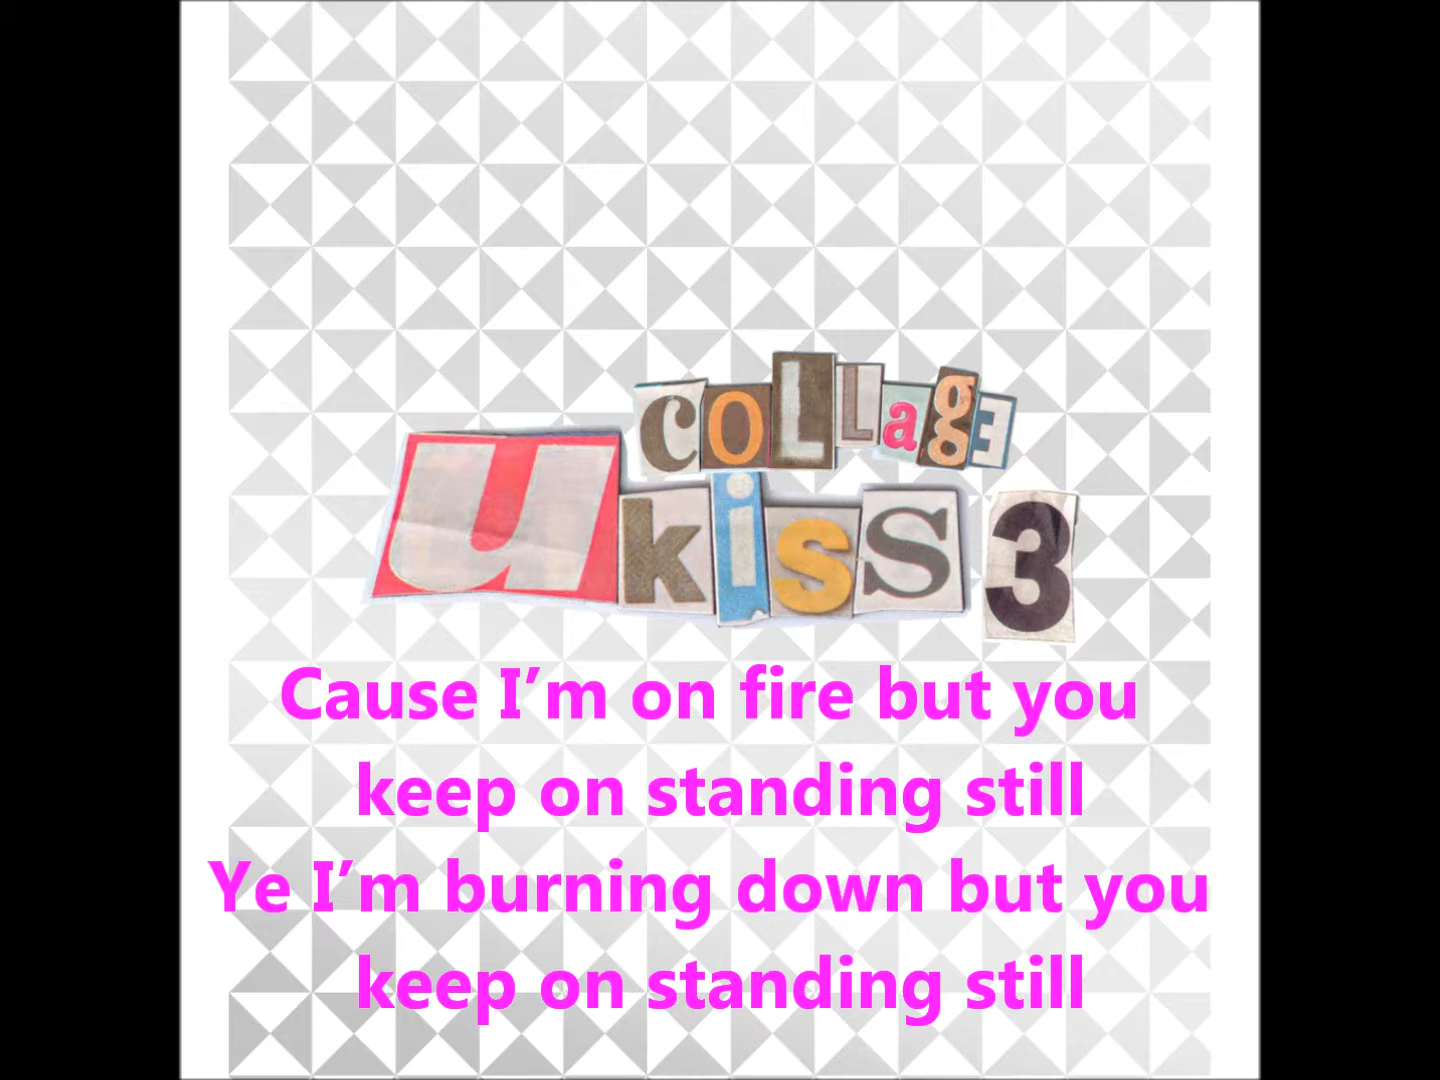 collagE
ukiss 3
Cause I’m on fire but you
keep on standing still
Ye I’m burning down but you
keep on standing still